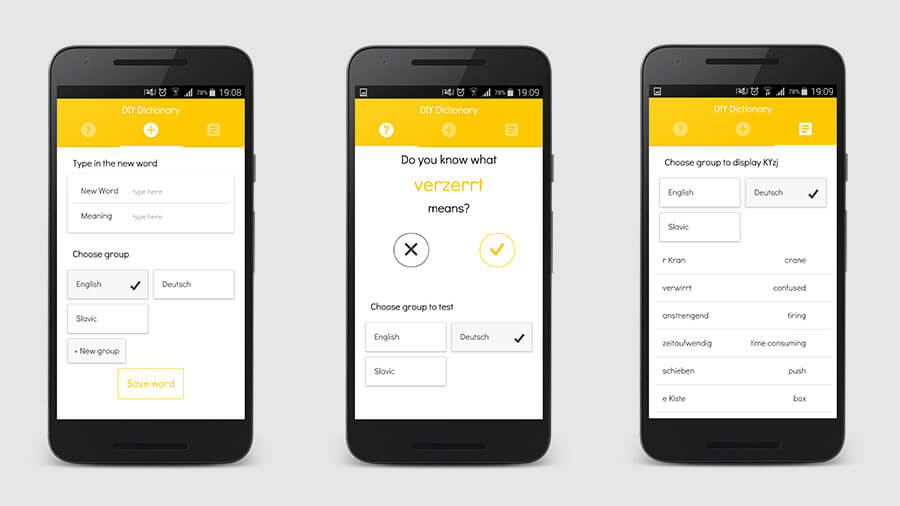 78% 19:08
DIY Dictionary
?
Type in the new word
New Word type here
Meaning type here
Choose group
English Deutsch
Slavic
+ New group
Save word
78% 19:09
DIY Dictionary
?
Do you know what
verzerrt
means?
Choose group to test
English Deutsch
Slavic
78% 19:09
DIY Dictionary
?
Choose group to display KYzj
English Deutsch
Slavic
r Kran crane
verwirrt confused
anstrengend tiring
zeitaufwendig time consuming
schieben push
e Kiste box